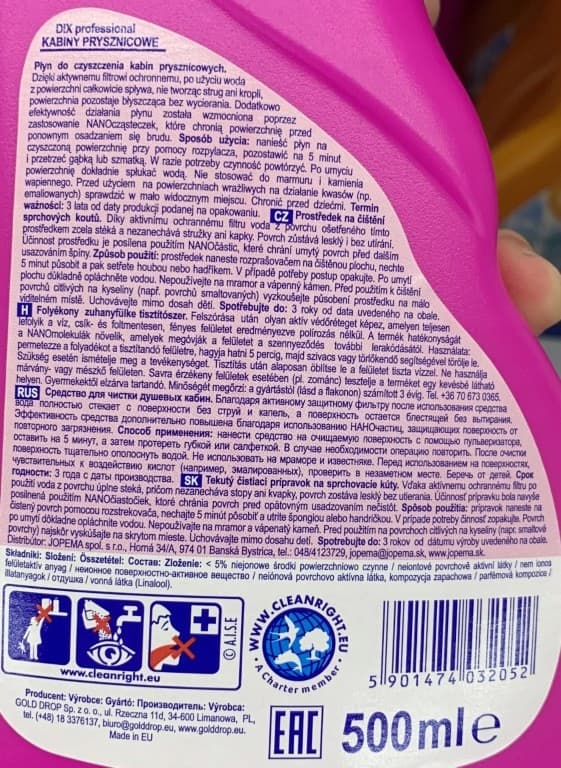 DIX professional
KABINY PRYSZNICOWE
Płyn do czyszczenia kabin prysznicowych.
Dzięki aktywnemu filtrowi ochronnemu, po użyciu woda
z powierzchni całkowicie spływa, nie tworząc strug ani kropli,
powierzchnia pozostaje błyszcząca bez wycierania. Dodatkowo
efektywność działania płynu została wzmocniona poprzez
zastosowanie NANOcząsteczek, które chronią powierzchnię przed
ponownym osadzaniem się brudu. Sposób użycia: nanieść płyn na
czyszczoną powierzchnię przy pomocy rozpylacza, pozostawić na 5 minut
i przetrzeć gąbką lub szmatką. W razie potrzeby czynność powtórzyć. Po umyciu
powierzchnię dokładnie spłukać wodą. Nie stosować do marmuru i kamienia
wapiennego. Przed użyciem na powierzchniach wrażliwych na działanie kwasów (np.
emaliowanych) sprawdzić w mało widocznym miejscu. Chronić przed dziećmi. Termin
ważności: 3 lata od daty produkcji podanej na opakowaniu. CZ Prostředek na čištění
sprchových koutů. Díky aktivnímu ochrannému filtru voda z povrchu ošetřeného tímto
prostředkem zcela stéká a nezanechává stružky ani kapky. Povrch zůstává lesklý i bez utírání.
Účinnost prostředku je posílena použitím NANOčástic, které chrání umytý povrch před dalším
usazováním špíny. Způsob použití: prostředek naneste rozprašovačem na čištěnou plochu, nechte
5 minut působit a pak setřete houbou nebo hadříkem. V případě potřeby postup opakujte. Po umytí
plochu důkladně opláchněte vodou. Nepoužívejte na mramor a vápenný kámen. Před použitím k čištění
povrchů citlivých na kyseliny (např. povrchů smaltovaných) vyzkoušejte působení prostředku na málo
viditelném místě. Uchovávejte mimo dosah dětí. Spotřebujte do: 3 roky od data uvedeného na obale.
H Folyékony zuhanyfülke tisztítószer. Felszórása után olyan aktív védőréteget képez, amelyen teljesen
lefolyik a víz, csík- és foltmentesen, fényes felületet eredményezve polírozás nélkül. A termék hatékonyságát
a NANOmolekulák növelik, amelyek megóvják a felületet a szennyeződés további lerakódásától. Használata:
permetezze a folyadékot a tisztítandó felületre, hagyja hatni 5 percig, majd szivacs vagy törlőkendő segítségével törölje le.
Szükség esetén ismételje meg a tevékenységet. Tisztítás után alaposan öblítse le a felületet tiszta vízzel. Ne használja
márvány- vagy mészkő felületen. Savra érzékeny felületek esetében (pl. zománc) tesztelje a terméket egy kevésbé látható
helyen. Gyermekektől elzárva tartandó. Minőségét megőrzi: a gyártástól (lásd a flakonon) számított 3 évig. Tel. +36 70 673 0365.
RUS Средство для чистки душевых кабин. Благодаря активному защитному фильтру после использования средства
вода полностью стекает с поверхности без струй и капель, а поверхность остается блестящей без вытирания.
Эффективность средства дополнительно повышена благодаря использованию НАНОчастиц, защищающих поверхность от
повторного загрязнения. Способ применения: нанести средство на очищаемую поверхность с помощью пульверизатора,
оставить на 5 минут, а затем протереть губкой или салфеткой. В случае необходимости операцию повторить. После очистки
поверхность тщательно ополоснуть водой. Не использовать на мраморе и известняке. Перед использованием на поверхностях,
чувствительных к воздействию кислот (например, эмалированных), проверить в незаметном месте. Беречь от детей. Срок
годности: 3 года с даты производства. SK Tekutý čistiaci prípravok na sprchovacie kúty. Vďaka aktívnemu ochrannému filtru po
použití voda z povrchu úplne steká, pričom nezanecháva stopy ani kvapky, povrch zostáva lesklý bez utierania. Účinnosť prípravku bola navyše
posilnená použitím NANOčiastočiek, ktoré chránia povrch pred opätovným usadzovaním nečistôt. Spôsob použitia: prípravok naneste na
čistený povrch pomocou rozstrekovača, nechajte 5 minút pôsobiť a utrite špongiou alebo handričkou. V prípade potreby činnosť zopakujte. Povrch
po umytí dôkladne opláchnite vodou. Nepoužívajte na mramor a vápenatý kameň. Pred použitím na povrchoch citlivých na kyseliny (napr. smaltované
povrchy) najskôr vyskúšajte na skrytom mieste. Uchovávajte mimo dosahu detí. Spotrebujte do: 3 rokov od dátumu výroby uvedeného na obale.
Distribútor: JOPEMA spol. s r.o., Horná 34/A, 974 01 Banská Bystrica, tel.: 048/4123729, jopema@jopema.sk, www.jopema.sk.
Składniki: Složení: Összetétel: Состав: Zloženie: < 5% niejonowe środki powierzchniowo czynne / neiontové povrchově aktivní látky / nem ionos
felületaktív anyag / неионное поверхностно-активное вещество / neiónová povrchovo aktívna látka, kompozycja zapachowa / parfémová kompozice /
illatanyagok / отдушка / vonná látka (Linalool).
www.cleanright.eu
© A.I.S.E
WWW.CLEANRIGHT.EU
• A Charter member •
5 901474 032052
Producent: Výrobce: Gyártó: Производитель: Výrobca:
GOLD DROP Sp. z o.o., ul. Rzeczna 11d, 34-600 Limanowa, PL,
tel. (+48) 18 3376137, biuro@golddrop.eu, www.golddrop.eu.
Made in EU
EAC
500 ml e